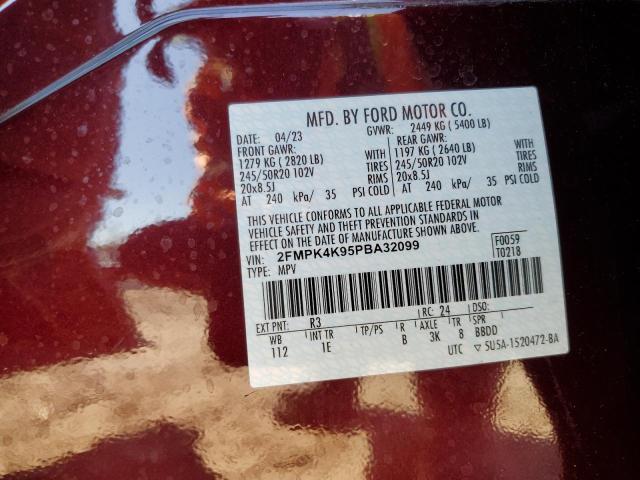 MFD. BY FORD MOTOR CO.
DATE: 04/23 GVWR: 2449 KG ( 5400 LB)
FRONT GAWR: REAR GAWR:
1279 KG ( 2820 LB) WITH 1197 KG ( 2640 LB) WITH
245/50R20 102V TIRES 245/50R20 102V TIRES
20x8.5J RIMS 20x8.5J RIMS
AT 240 kPa/ 35 PSI COLD AT 240 kPa/ 35 PSI COLD
THIS VEHICLE CONFORMS TO ALL APPLICABLE FEDERAL MOTOR
VEHICLE SAFETY AND THEFT PREVENTION STANDARDS IN
EFFECT ON THE DATE OF MANUFACTURE SHOWN ABOVE.
VIN: 2FMPK4K95PBA32099 F0059
TYPE: MPV T0218
EXT PNT: R3 RC: 24 DSO:
WB INT TR TP/PS R AXLE TR SPR
112 1E B 3K 8 BBDD
UTC ▽ 5U5A-1520472-BA